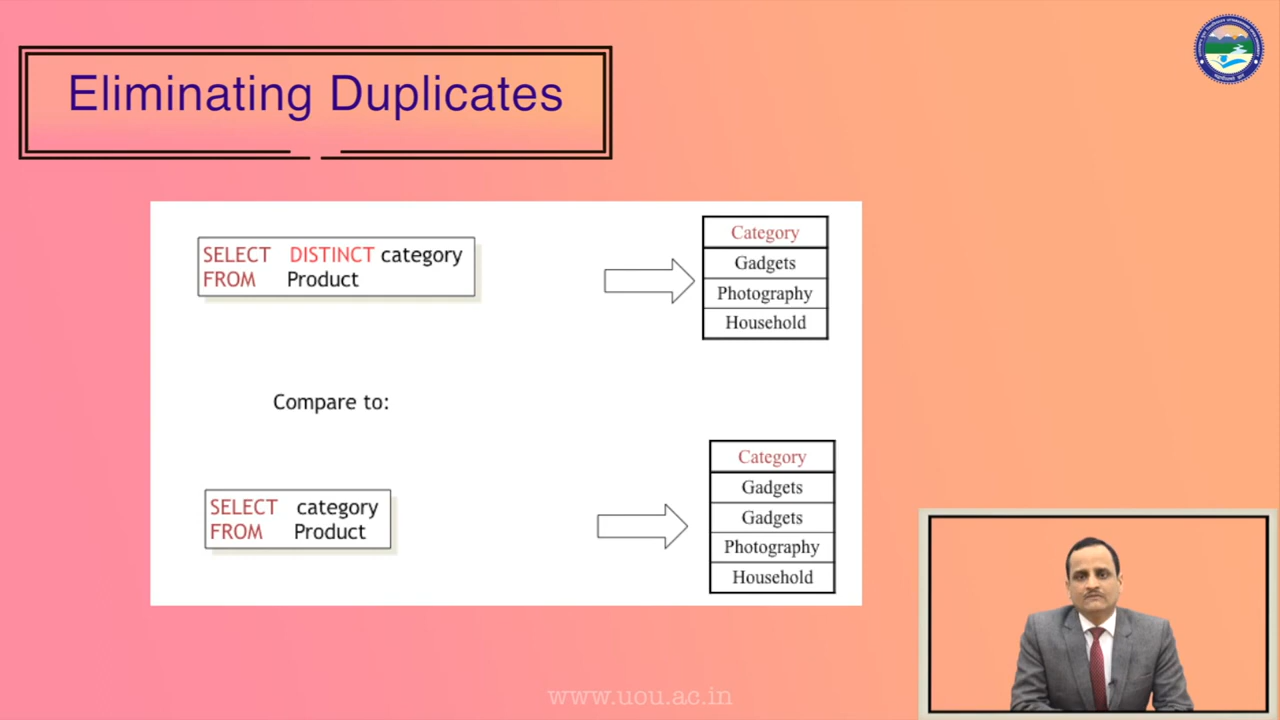 Eliminating Duplicates
SELECT DISTINCT category
FROM Product
Category
Gadgets
Photography
Household
Compare to:
SELECT category
FROM Product
Category
Gadgets
Gadgets
Photography
Household
www.uou.ac.in